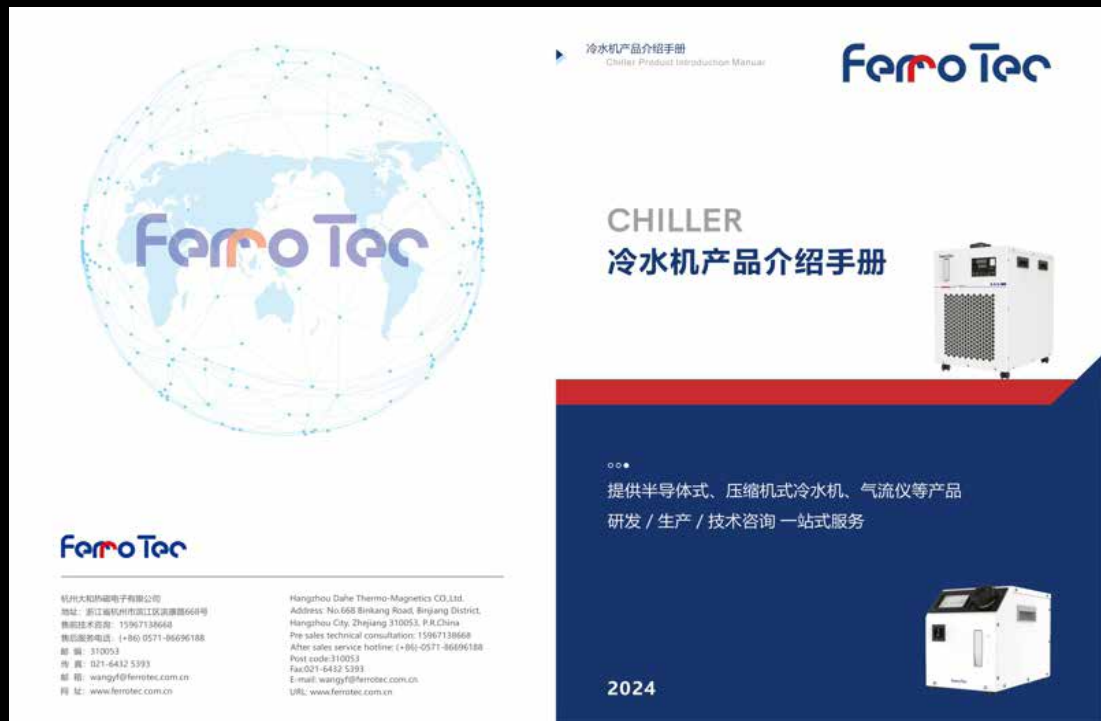 Ferro Tec
Ferro Tec
杭州大和热磁电子有限公司
地址：浙江省杭州市滨江区滨康路668号
售前技术咨询：15967138668
售后服务电话：(+86) 0571-86696188
邮 编：310053
传 真：021-6432 5393
邮 箱：wangyf@ferrotec.com.cn
网 址：www.ferrotec.com.cn
Hangzhou Dahe Thermo-Magnetics CO.,Ltd.
Address: No.668 Binkang Road, Binjiang District,
Hangzhou City, Zhejiang 310053, P.R.China
Pre sales technical consultation: 15967138668
After sales service hotline: (+86)-0571-86696188
Post code:310053
Fax:021-6432 5393
E-mail: wangyf@ferrotec.com.cn
URL: www.ferrotec.com.cn
冷水机产品介绍手册
Chiller Product Introduction Manuar
Ferro Tec
CHILLER
冷水机产品介绍手册
提供半导体式、压缩机式冷水机、气流仪等产品
研发 / 生产 / 技术咨询 一站式服务
FerroTec
2024